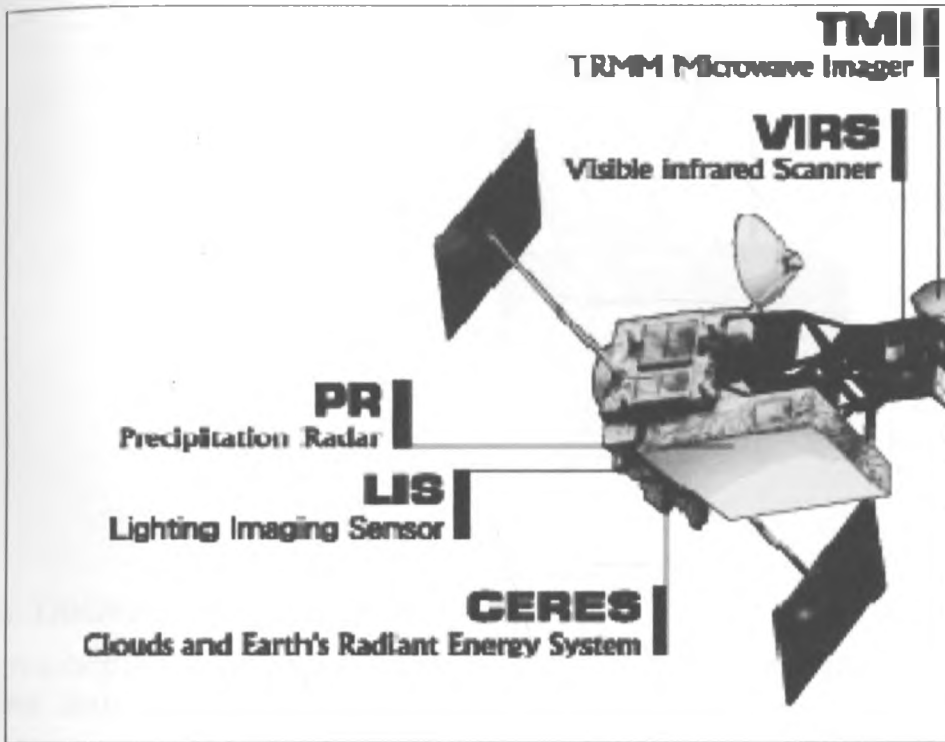 TMI
TRMM Microwave Imager
VIRS
Visible Infrared Scanner
PR
Precipitation Radar
LIS
Lighting Imaging Sensor
CERES
Clouds and Earth's Radiant Energy System